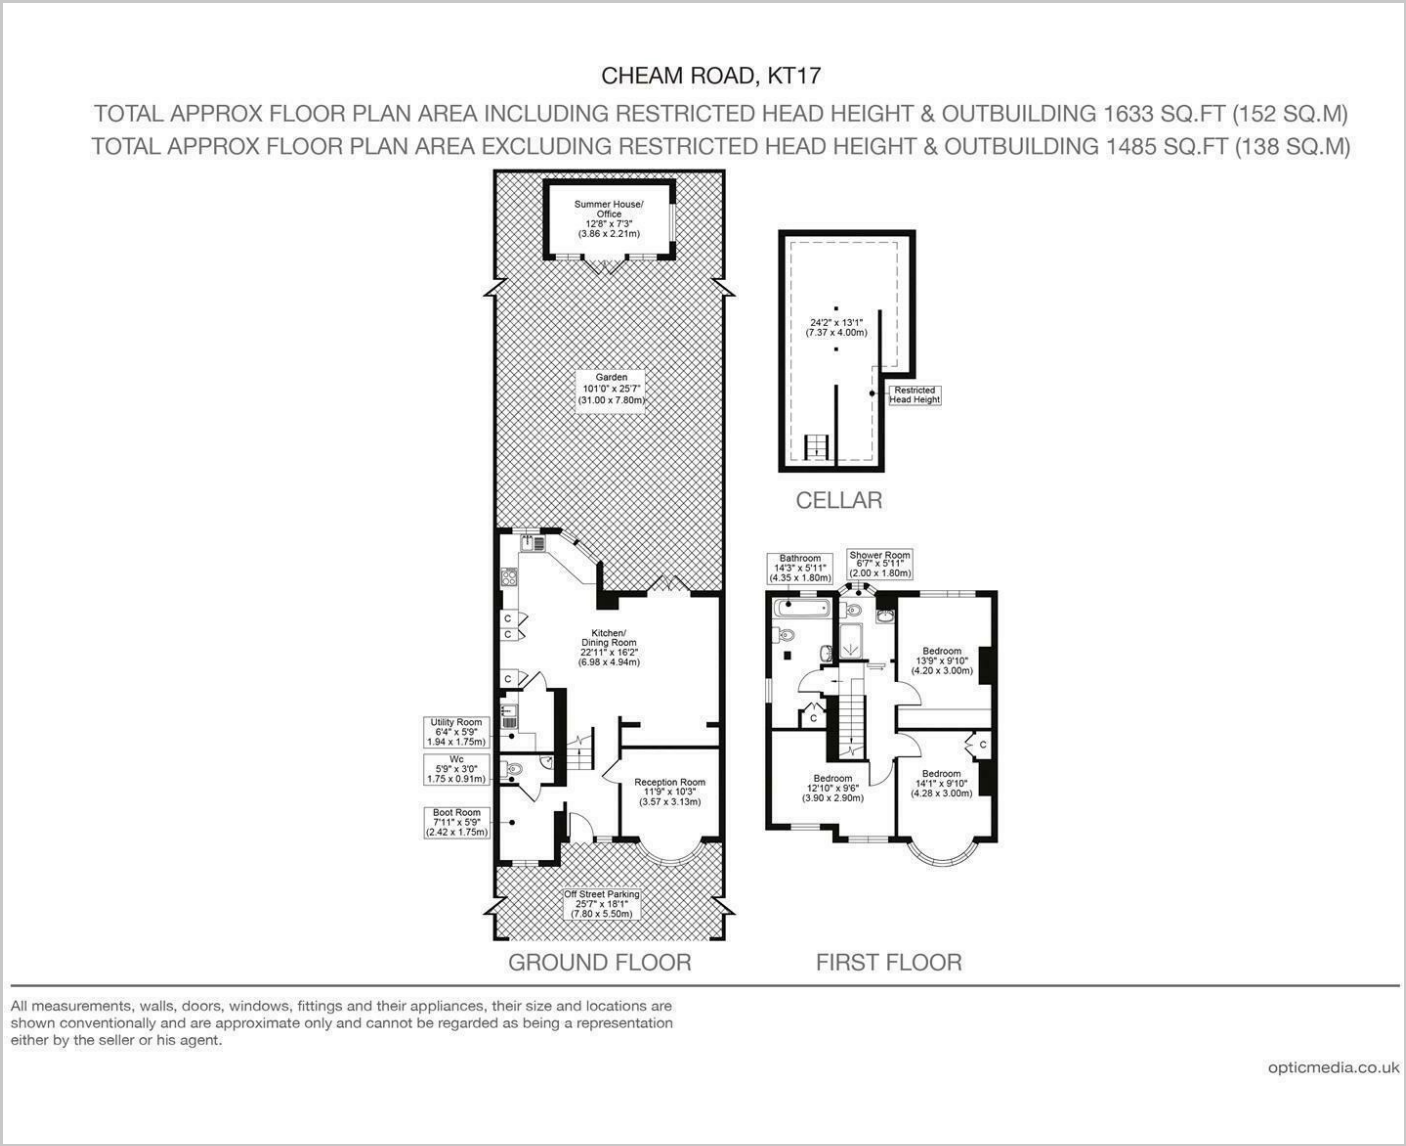 CHEAM ROAD, KT17
TOTAL APPROX FLOOR PLAN AREA INCLUDING RESTRICTED HEAD HEIGHT & OUTBUILDING 1633 SQ.FT (152 SQ.M)
TOTAL APPROX FLOOR PLAN AREA EXCLUDING RESTRICTED HEAD HEIGHT & OUTBUILDING 1485 SQ.FT (138 SQ.M)
Summer House/
Office
12'8" x 7'3"
(3.86 x 2.21m)
Garden
101'0" x 25'7"
(31.00 x 7.80m)
C
C
C
Kitchen/
Dining Room
22'11" x 16'2"
(6.98 x 4.94m)
Utility Room
6'4" x 5'9"
1.94 x 1.75m)
Wc
5'9" x 3'0"
1.75 x 0.91m)
Boot Room
7'11" x 5'9"
(2.42 x 1.75m)
Reception Room
11'9" x 10'3"
(3.57 x 3.13m)
Off Street Parking
25'7" x 18'1"
(7.80 x 5.50m)
GROUND FLOOR
24'2" x 13'1"
(7.37 x 4.00m)
Restricted
Head Height
CELLAR
Bathroom
14'3" x 5'11"
(4.35 x 1.80m)
Shower Room
6'7" x 5'11"
(2.00 x 1.80m)
Bedroom
13'9" x 9'10"
(4.20 x 3.00m)
C
C
Bedroom
12'10" x 9'6"
(3.90 x 2.90m)
Bedroom
14'1" x 9'10"
(4.28 x 3.00m)
FIRST FLOOR
All measurements, walls, doors, windows, fittings and their appliances, their size and locations are
shown conventionally and are approximate only and cannot be regarded as being a representation
either by the seller or his agent.
opticmedia.co.uk